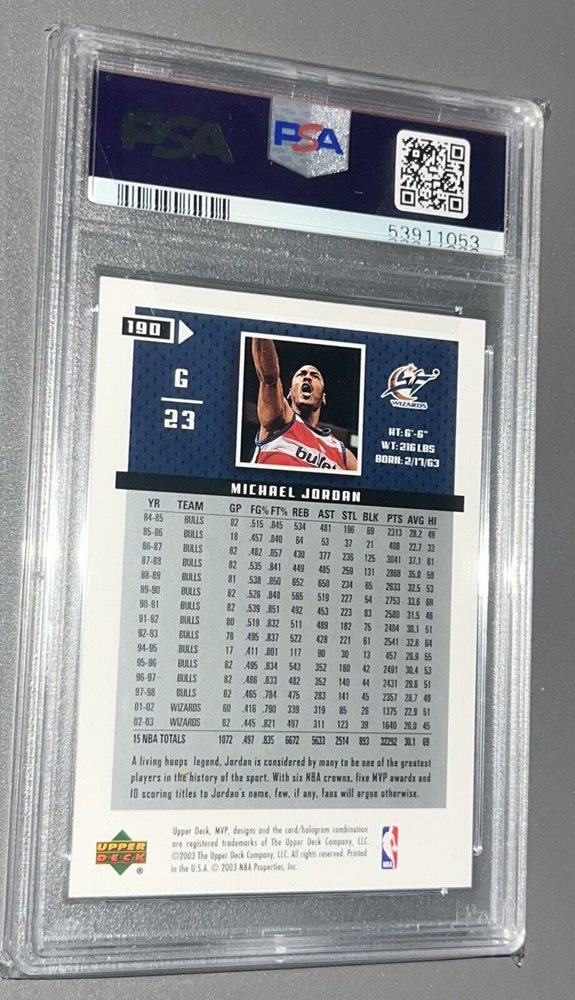 PSA
PSA
53911053
190
G
23
bullet
WIZARDS
HT: 6'-6"
WT: 216 LBS
BORN: 2/17/63
MICHAEL JORDAN
YR TEAM GP FG% FT% REB AST STL BLK PTS AVG HI
84-85 BULLS 82 .515 .845 534 481 196 69 2313 28.2 49
85-86 BULLS 18 .457 .840 64 53 37 21 408 22.7 33
86-87 BULLS 82 .482 .857 430 377 236 125 3041 37.1 61
87-88 BULLS 82 .535 .841 449 485 259 131 2868 35.0 59
88-89 BULLS 81 .538 .850 652 650 234 65 2633 32.5 53
89-90 BULLS 82 .526 .848 565 519 227 54 2753 33.6 69
90-91 BULLS 82 .539 .851 492 453 223 83 2580 31.5 46
91-92 BULLS 80 .519 .832 511 489 182 75 2404 30.1 51
92-93 BULLS 78 .495 .837 522 428 221 61 2541 32.6 64
94-95 BULLS 17 .411 .801 117 90 30 13 457 26.9 55
95-96 BULLS 82 .495 .834 543 352 180 42 2491 30.4 53
96-97 BULLS 82 .486 .833 482 352 140 44 2431 29.6 51
97-98 BULLS 82 .465 .784 475 283 141 45 2357 28.7 49
01-02 WIZARDS 60 .416 .790 339 319 85 26 1375 22.9 51
02-03 WIZARDS 82 .445 .821 497 311 123 39 1640 20.0 45
15 NBA TOTALS 1072 .497 .835 6672 5633 2514 893 32292 30.1 69
A living hoops legend, Jordan is considered by many to be one of the greatest
players in the history of the sport. With six NBA crowns, five MVP awards and
10 scoring titles to Jordan's name, few, if any, fans will argue otherwise.
UPPER
DECK
®
Upper Deck, MVP, designs and the card/hologram combination
are registered trademarks of The Upper Deck Company, LLC.
©2003 The Upper Deck Company, LLC. All rights reserved. Printed
in the U.S.A. © 2003 NBA Properties, Inc.
NBA